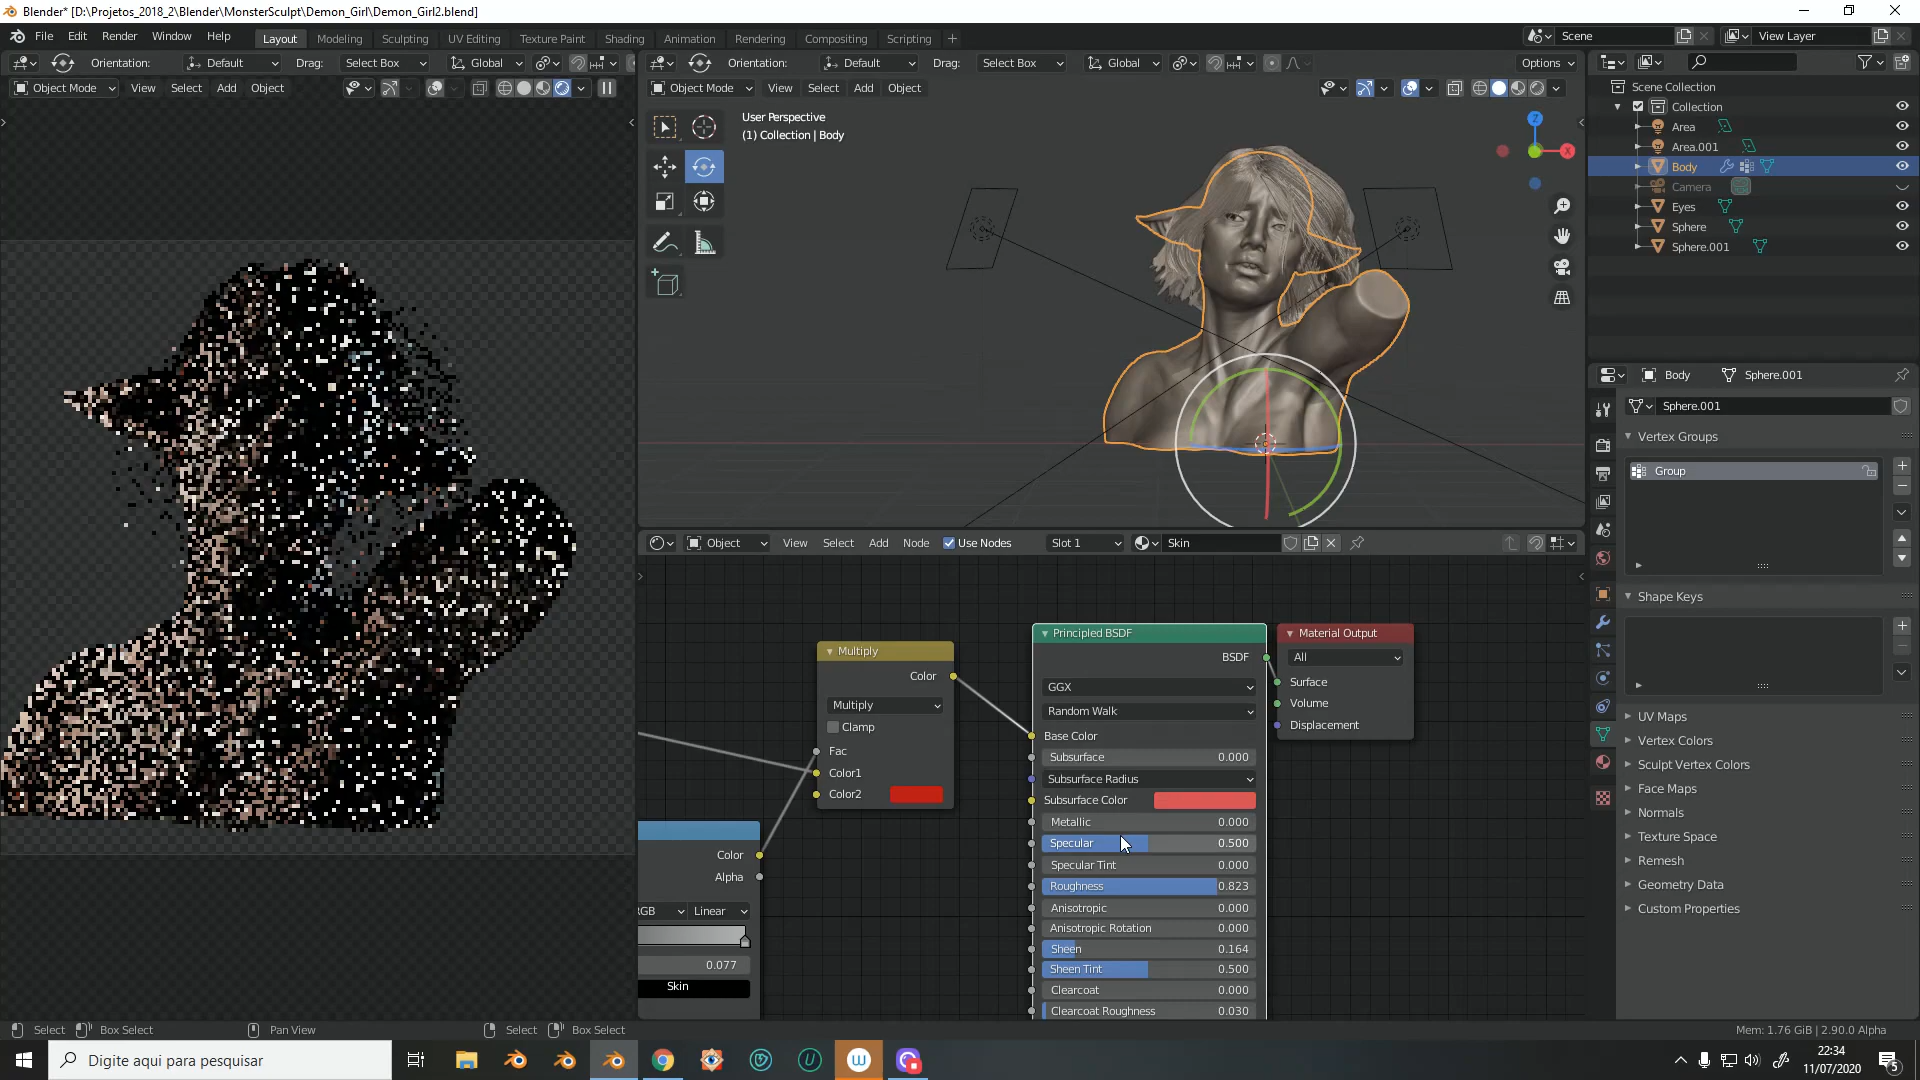 Blender* [D:\Projetos_2018_2\Blender\MonsterSculpt\Demon_Girl\Demon_Girl2.blend]
File Edit Render Window Help Layout Modeling Sculpting UV Editing Texture Paint Shading Animation Rendering Compositing Scripting + Scene View Layer
Orientation: Default Drag: Select Box Global
Object Mode View Select Add Object
Orientation: Default Drag: Select Box Global Options
Object Mode View Select Add Object
User Perspective
(1) Collection | Body
Z
X
Scene Collection
Collection
Area
Area.001
Body
Camera
Eyes
Sphere
Sphere.001
Body Sphere.001
Sphere.001
Vertex Groups
Group
Shape Keys
UV Maps
Vertex Colors
Sculpt Vertex Colors
Face Maps
Normals
Texture Space
Remesh
Geometry Data
Custom Properties
Object View Select Add Node Use Nodes Slot 1 Skin
Multiply
Color
Multiply
Clamp
Fac
Color1
Color2
Color
Alpha
GB Linear
0.077
Skin
Principled BSDF
BSDF
GGX
Random Walk
Base Color
Subsurface 0.000
Subsurface Radius
Subsurface Color
Metallic 0.000
Specular 0.500
Specular Tint 0.000
Roughness 0.823
Anisotropic 0.000
Anisotropic Rotation 0.000
Sheen 0.164
Sheen Tint 0.500
Clearcoat 0.000
Clearcoat Roughness 0.030
Material Output
All
Surface
Volume
Displacement
Select Box Select Pan View Select Box Select Mem: 1.76 GiB | 2.90.0 Alpha
Digite aqui para pesquisar
22:34
11/07/2020
5